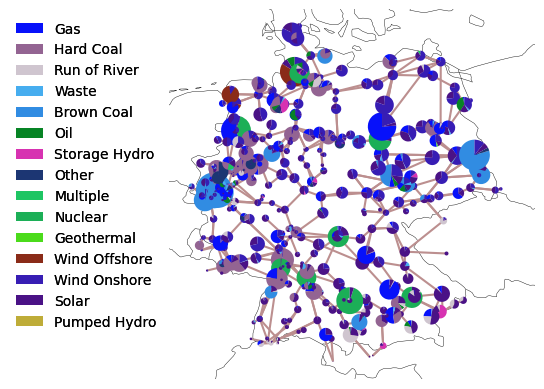 Gas
Hard Coal
Run of River
Waste
Brown Coal
Oil
Storage Hydro
Other
Multiple
Nuclear
Geothermal
Wind Offshore
Wind Onshore
Solar
Pumped Hydro